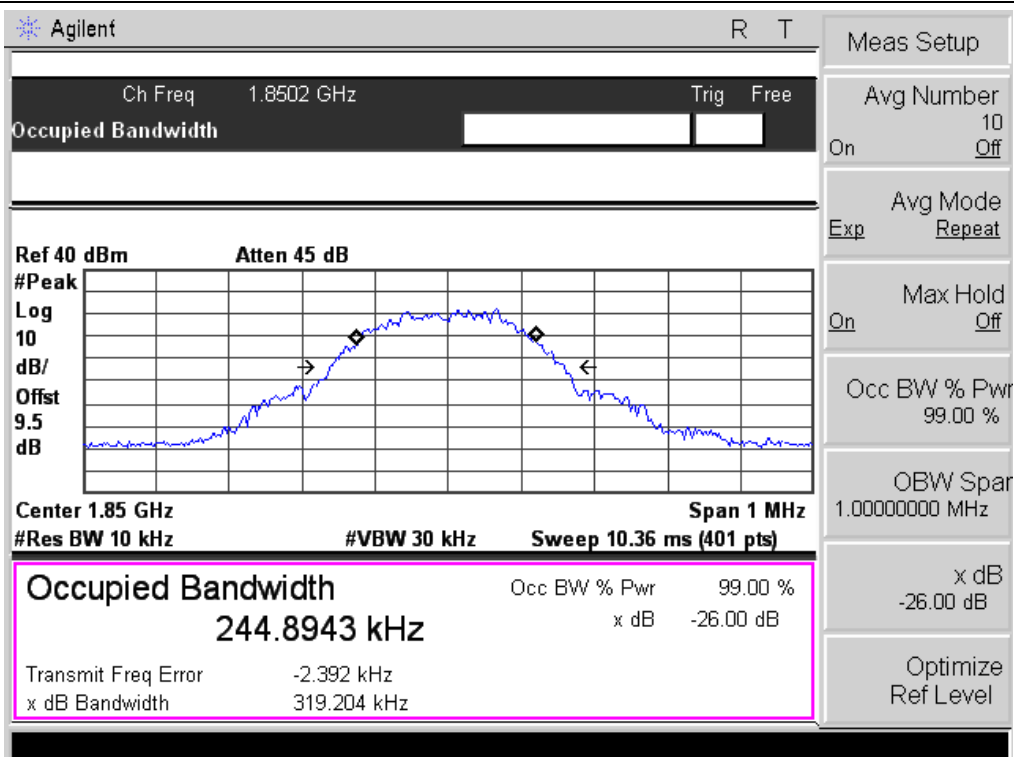 Agilent R T
Ch Freq 1.8502 GHz Trig Free
Occupied Bandwidth
Ref 40 dBm Atten 45 dB
#Peak
Log
10
dB/
Offst
9.5
dB
Center 1.85 GHz Span 1 MHz
#Res BW 10 kHz #VBW 30 kHz Sweep 10.36 ms (401 pts)
Occupied Bandwidth
244.8943 kHz
Occ BW % Pwr 99.00 %
x dB -26.00 dB
Transmit Freq Error -2.392 kHz
x dB Bandwidth 319.204 kHz
Meas Setup
Avg Number
10
On Off
Avg Mode
Exp Repeat
Max Hold
On Off
Occ BW % Pwr
99.00 %
OBW Span
1.00000000 MHz
x dB
-26.00 dB
Optimize
Ref Level